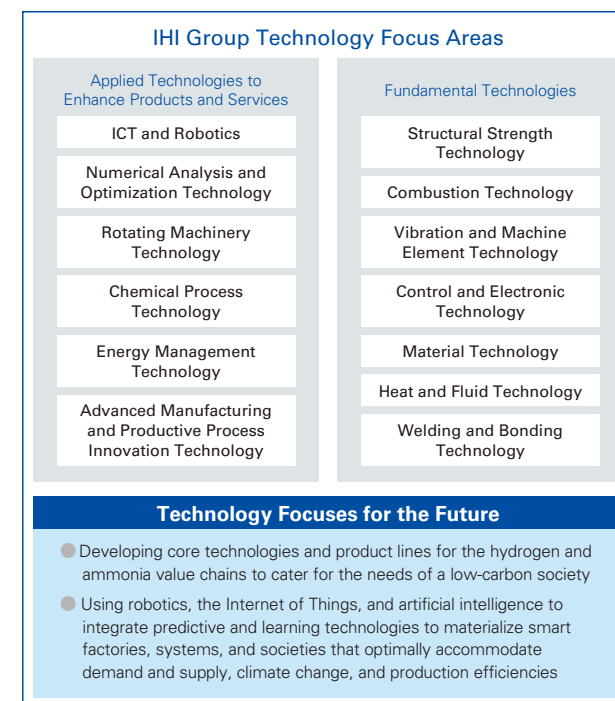 IHI Group Technology Focus Areas
Applied Technologies to
Enhance Products and Services
ICT and Robotics
Numerical Analysis and
Optimization Technology
Rotating Machinery
Technology
Chemical Process
Technology
Energy Management
Technology
Advanced Manufacturing
and Productive Process
Innovation Technology
Fundamental Technologies
Structural Strength
Technology
Combustion Technology
Vibration and Machine
Element Technology
Control and Electronic
Technology
Material Technology
Heat and Fluid Technology
Welding and Bonding
Technology
Technology Focuses for the Future
● Developing core technologies and product lines for the hydrogen and
ammonia value chains to cater for the needs of a low-carbon society
● Using robotics, the Internet of Things, and artificial intelligence to
integrate predictive and learning technologies to materialize smart
factories, systems, and societies that optimally accommodate
demand and supply, climate change, and production efficiencies